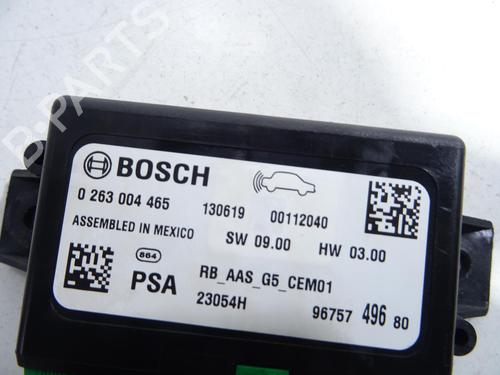 BOSCH
0 263 004 465
130619 00112040
ASSEMBLED IN MEXICO
SW 09.00 HW 03.00
864
PSA
RB_AAS_G5_CEM01
23054H
96757 496 80
B-PARTS